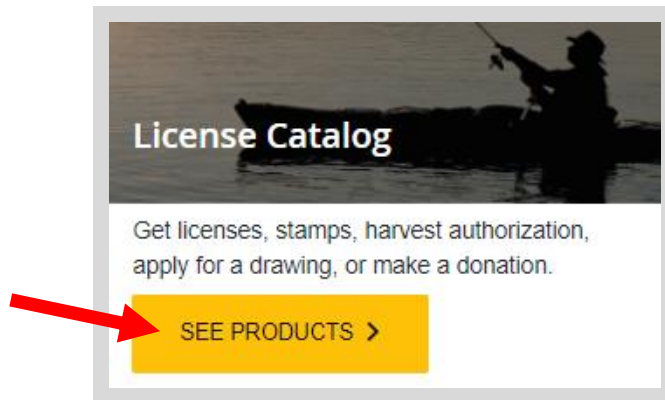 License Catalog
Get licenses, stamps, harvest authorization,
apply for a drawing, or make a donation.
SEE PRODUCTS >